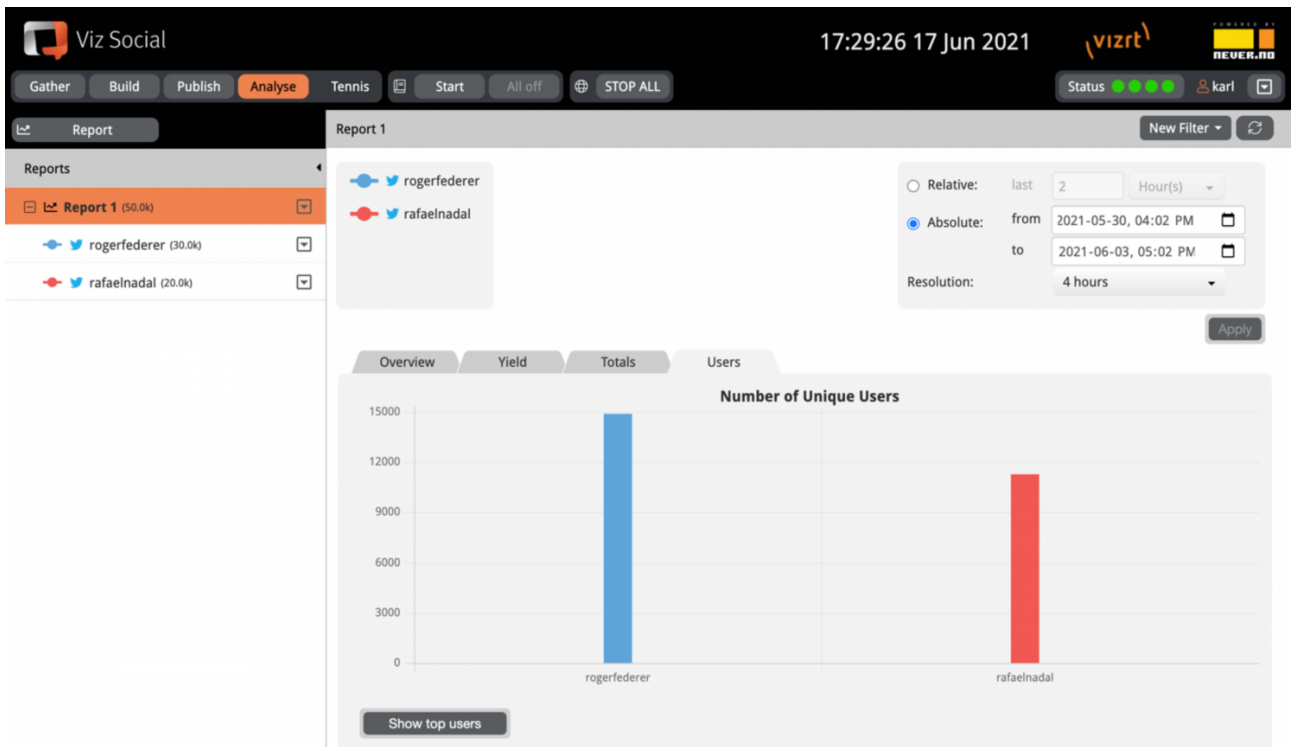 Viz Social
17:29:26 17 Jun 2021
vizrt
POWERED BY
NEVER.NO
Gather Build Publish Analyse Tennis Start All off STOP ALL Status karl
Report
Report 1
New Filter
Reports
Report 1 (50.0k)
rogerfederer (30.0k)
rafaelnadal (20.0k)
rogerfederer
rafaelnadal
Relative: last 2 Hour(s)
Absolute: from 2021-05-30, 04:02 PM
to 2021-06-03, 05:02 PM
Resolution: 4 hours
Apply
Overview Yield Totals Users
Number of Unique Users
15000
12000
9000
6000
3000
0
rogerfederer rafaelnadal
Show top users